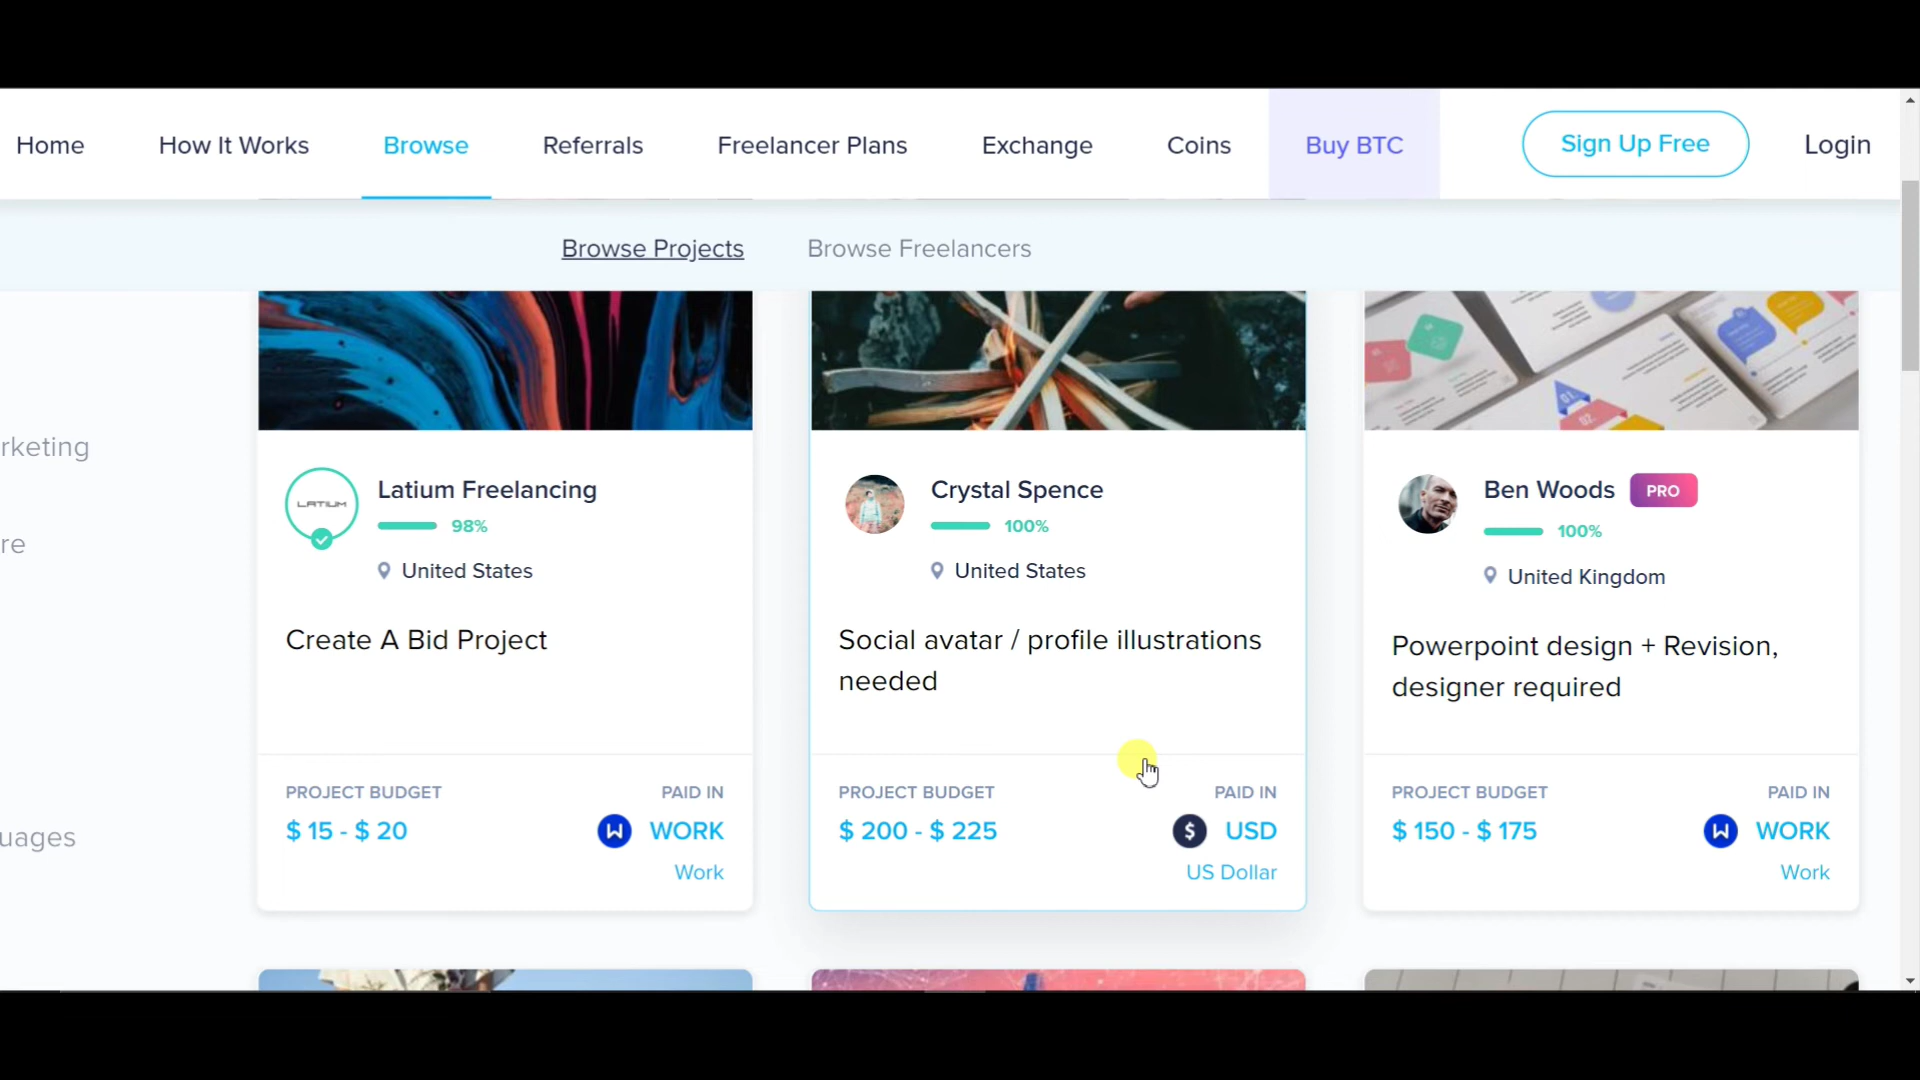 Home How It Works Browse Referrals Freelancer Plans Exchange Coins Buy BTC Sign Up Free Login
Browse Projects Browse Freelancers
rketing
re
uages
LATIUM
Latium Freelancing
98%
United States
Create A Bid Project
PROJECT BUDGET PAID IN
$ 15 - $ 20 WORK
Work
Crystal Spence
100%
United States
Social avatar / profile illustrations
needed
PROJECT BUDGET PAID IN
$ 200 - $ 225 $ USD
US Dollar
Ben Woods PRO
100%
United Kingdom
Powerpoint design + Revision,
designer required
PROJECT BUDGET PAID IN
$ 150 - $ 175 WORK
Work